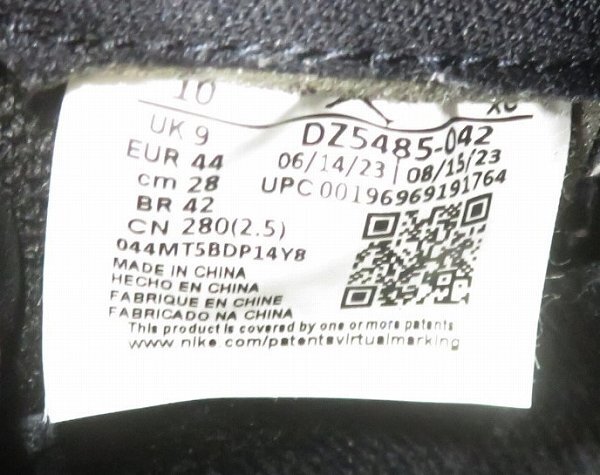 10
UK 9
EUR 44
cm 28
BR 42
CN 280(2.5)
DZ5485-042
06/14/23 | 08/15/23
UPC 00196969191764
044MT5BDP14Y8
MADE IN CHINA
HECHO EN CHINA
FABRIQUE EN CHINE
FABRICADO NA CHINA
This product is covered by one or more patents
www.nike.com/patentsvirtualmarking